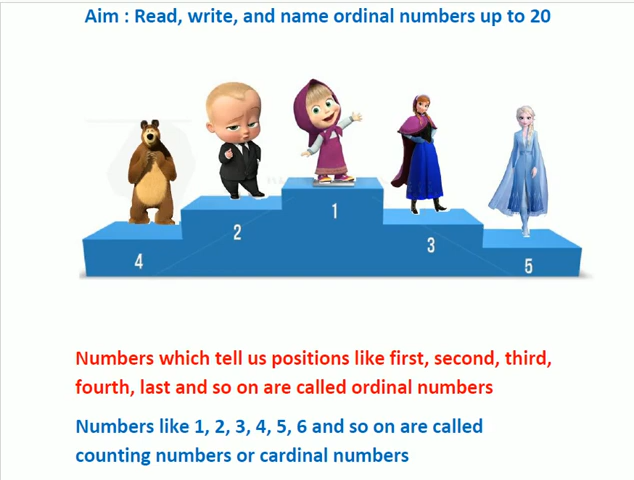 Aim : Read, write, and name ordinal numbers up to 20
1
2
3
4
5
Numbers which tell us positions like first, second, third,
fourth, last and so on are called ordinal numbers
Numbers like 1, 2, 3, 4, 5, 6 and so on are called
counting numbers or cardinal numbers